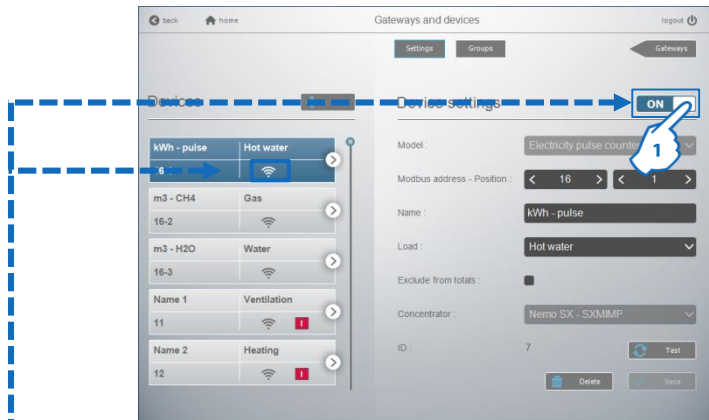 back home Gateways and devices logout
Settings Groups Gateways
Devices Device settings ON
1
kWh - pulse Hot water
m3 - CH4 Gas
16-2
m3 - H2O Water
16-3
Name 1 Ventilation
11 I
Name 2 Heating
12 I
Model : Electricity pulse counter
Modbus address - Position : < 16 > < 1 >
Name : kWh - pulse
Load : Hot water
Exclude from totals :
Concentrator : Nemo SX - SXMIMP
ID : 7 Test
Delete Save